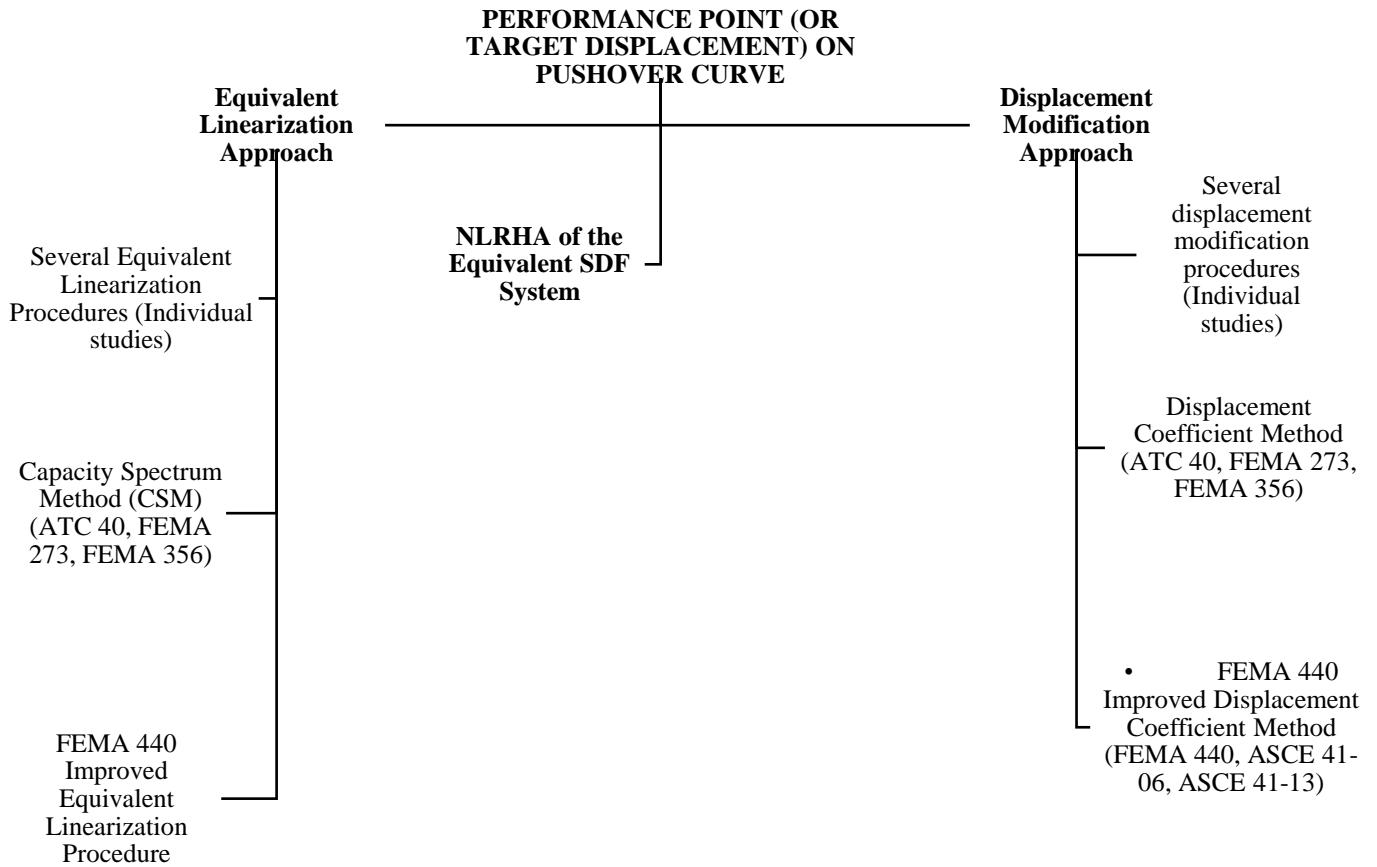 PERFORMANCE POINT (OR
TARGET DISPLACEMENT) ON
PUSHOVER CURVE
Equivalent
Linearization
Approach
Displacement
Modification
Approach
NLRHA of the
Equivalent SDF
System
Several Equivalent
Linearization
Procedures (Individual
studies)
Capacity Spectrum
Method (CSM)
(ATC 40, FEMA
273, FEMA 356)
FEMA 440
Improved
Equivalent
Linearization
Procedure
Several
displacement
modification
procedures
(Individual
studies)
Displacement
Coefficient Method
(ATC 40, FEMA 273,
FEMA 356)
• FEMA 440
Improved Displacement
Coefficient Method
(FEMA 440, ASCE 41-
06, ASCE 41-13)